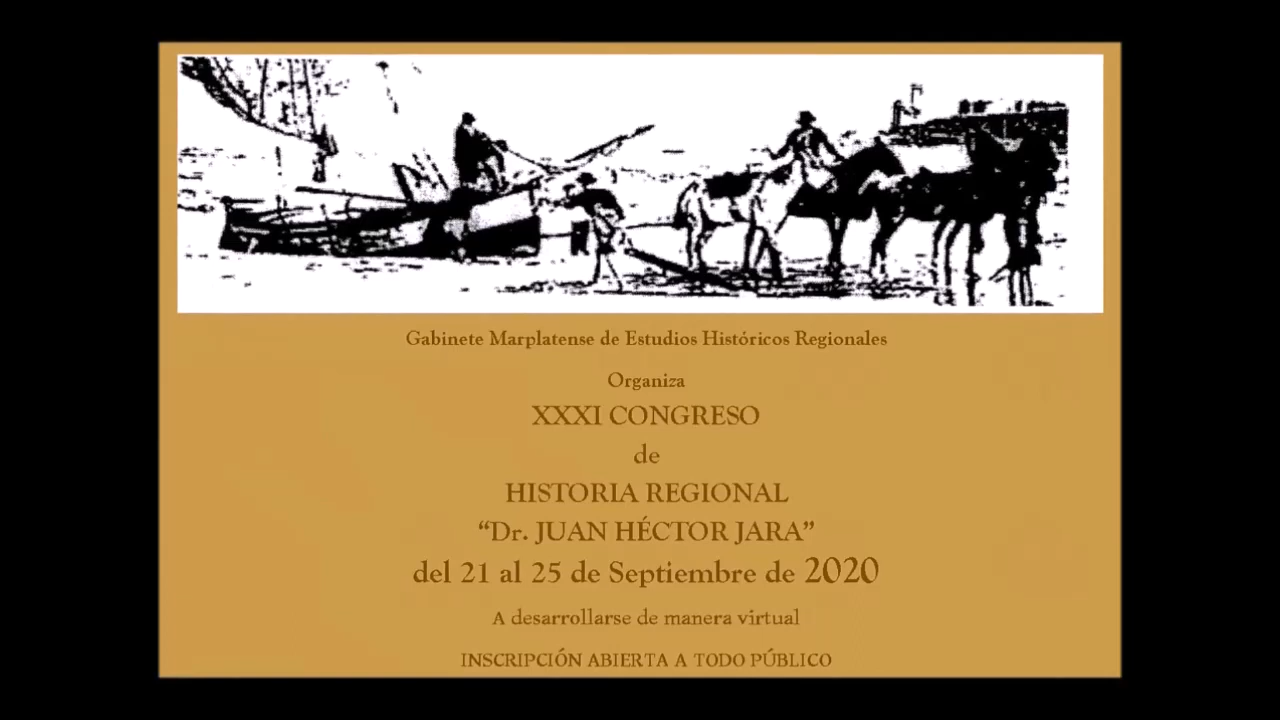 Gabinete Marplatense de Estudios Históricos Regionales
Organiza
XXXI CONGRESO
de
HISTORIA REGIONAL
“Dr. JUAN HÉCTOR JARA”
del 21 al 25 de Septiembre de 2020
A desarrollarse de manera virtual
INSCRIPCIÓN ABIERTA A TODO PÚBLICO